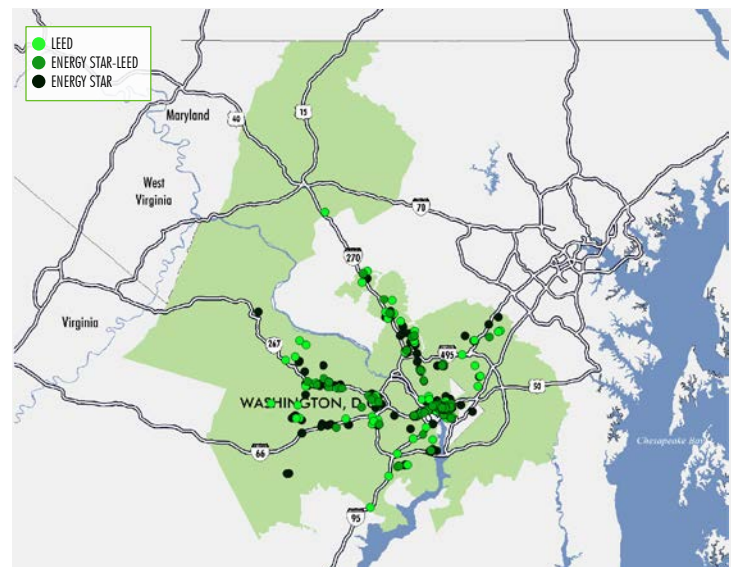 LEED
ENERGY STAR-LEED
ENERGY STAR
Maryland
40
15
West
Virginia
70
270
Virginia
267
495
50
WASHINGTON, D
66
Chesapeake Ba
95